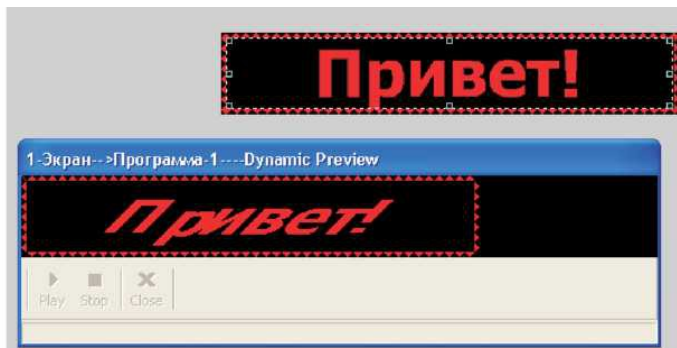 Привет!
1-Экран-->Программа-1----Dynamic Preview
Привет!
Play Stop Close